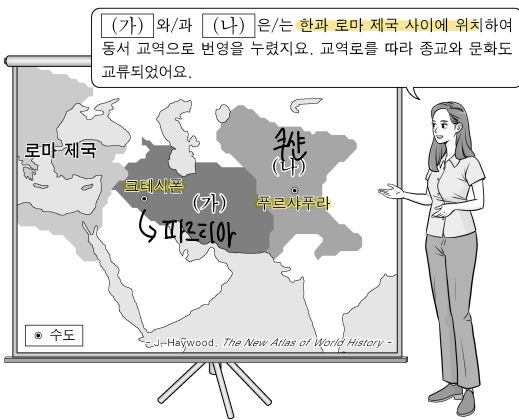 (가) 와/과 (나) 은/는 한과 로마 제국 사이에 위치하여
동서 교역으로 번영을 누렸지요. 교역로를 따라 종교와 문화도
교류되었어요.
로마 제국
쿠샨
(나)
크테시폰
(가)
푸르샤푸라
파르티아
수도
- J. Haywood, The New Atlas of World History -